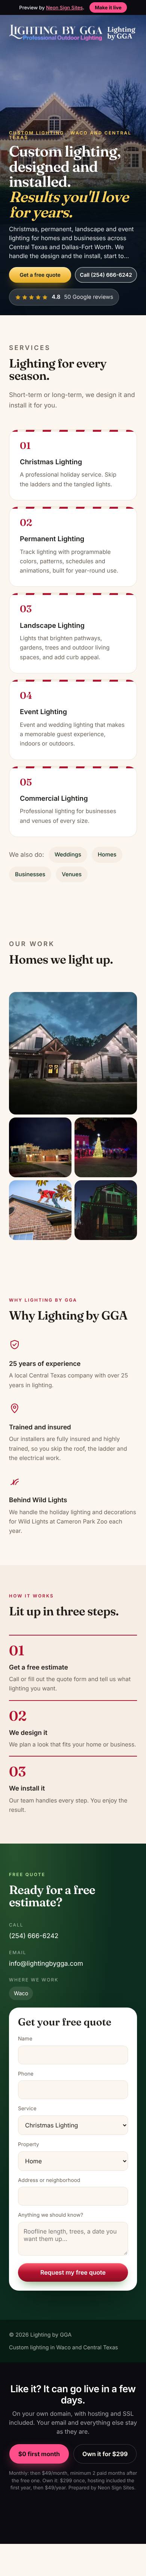 Preview by Neon Sign Sites. Make it live
LIGHTING BY GGA
Professional Outdoor Lighting
Lighting
by GGA
CUSTOM LIGHTING · WACO AND CENTRAL
TEXAS
Custom lighting,
designed and
installed.
Results you'll love
for years.
Christmas, permanent, landscape and event
lighting for homes and businesses across
Central Texas and Dallas-Fort Worth. We
handle the design and the install, start to...
Get a free quote
Call (254) 666-6242
★★★★★ 4.8 50 Google reviews
SERVICES
Lighting for every
season.
Short-term or long-term, we design it and
install it for you.
01
Christmas Lighting
A professional holiday service. Skip
the ladders and the tangled lights.
02
Permanent Lighting
Track lighting with programmable
colors, patterns, schedules and
animations, built for year-round use.
03
Landscape Lighting
Lights that brighten pathways,
gardens, trees and outdoor living
spaces, and add curb appeal.
04
Event Lighting
Event and wedding lighting that makes
a memorable guest experience,
indoors or outdoors.
05
Commercial Lighting
Professional lighting for businesses
and venues of every size.
We also do: Weddings Homes
Businesses Venues
OUR WORK
Homes we light up.
WHY LIGHTING BY GGA
Why Lighting by GGA
25 years of experience
A local Central Texas company with over 25
years in lighting.
Trained and insured
Our installers are fully insured and highly
trained, so you skip the roof, the ladder and
the electrical work.
Behind Wild Lights
We handle the holiday lighting and decorations
for Wild Lights at Cameron Park Zoo each
year.
HOW IT WORKS
Lit up in three steps.
01
Get a free estimate
Call or fill out the quote form and tell us what
lighting you want.
02
We design it
We plan a look that fits your home or business.
03
We install it
Our team handles every step. You enjoy the
result.
FREE QUOTE
Ready for a free
estimate?
CALL
(254) 666-6242
EMAIL
info@lightingbygga.com
WHERE WE WORK
Waco
Get your free quote
Name
Phone
Service
Christmas Lighting
Property
Home
Address or neighborhood
Anything we should know?
Roofline length, trees, a date you
want them up...
Request my free quote
© 2026 Lighting by GGA
Custom lighting in Waco and Central Texas
Like it? It can go live in a few
days.
On your own domain, with hosting and SSL
included. Your email and everything else stay
as they are.
$0 first month
Own it for $299
Monthly: then $49/month, minimum 2 paid months after
the free one. Own it: $299 once, hosting included the
first year, then $49/year. Prepared by Neon Sign Sites.